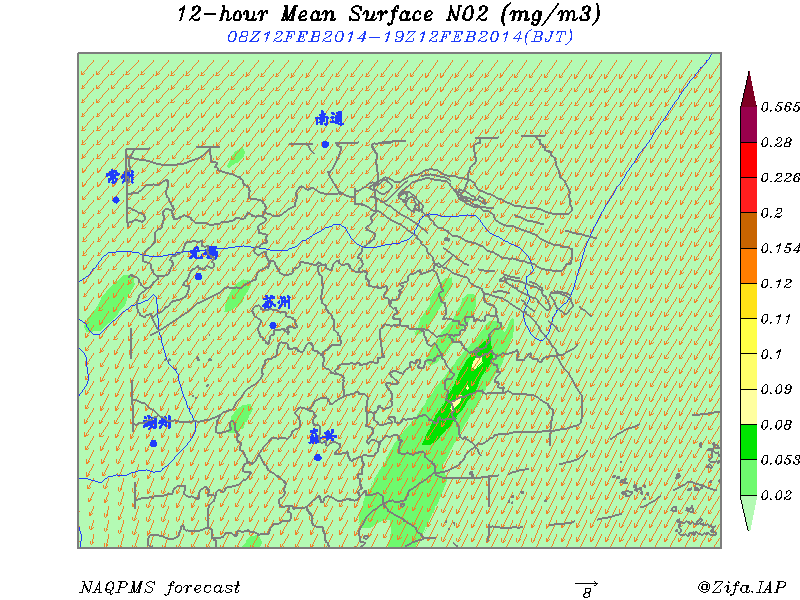 12-hour Mean Surface NO2 (mg/m3)
08Z12FEB2014-19Z12FEB2014(BJT)
南通
常州
无锡
苏州
湖州
嘉兴
0.565
0.28
0.226
0.2
0.154
0.12
0.11
0.1
0.09
0.08
0.053
0.02
NAQPMS forecast
8
@Zifa.IAP